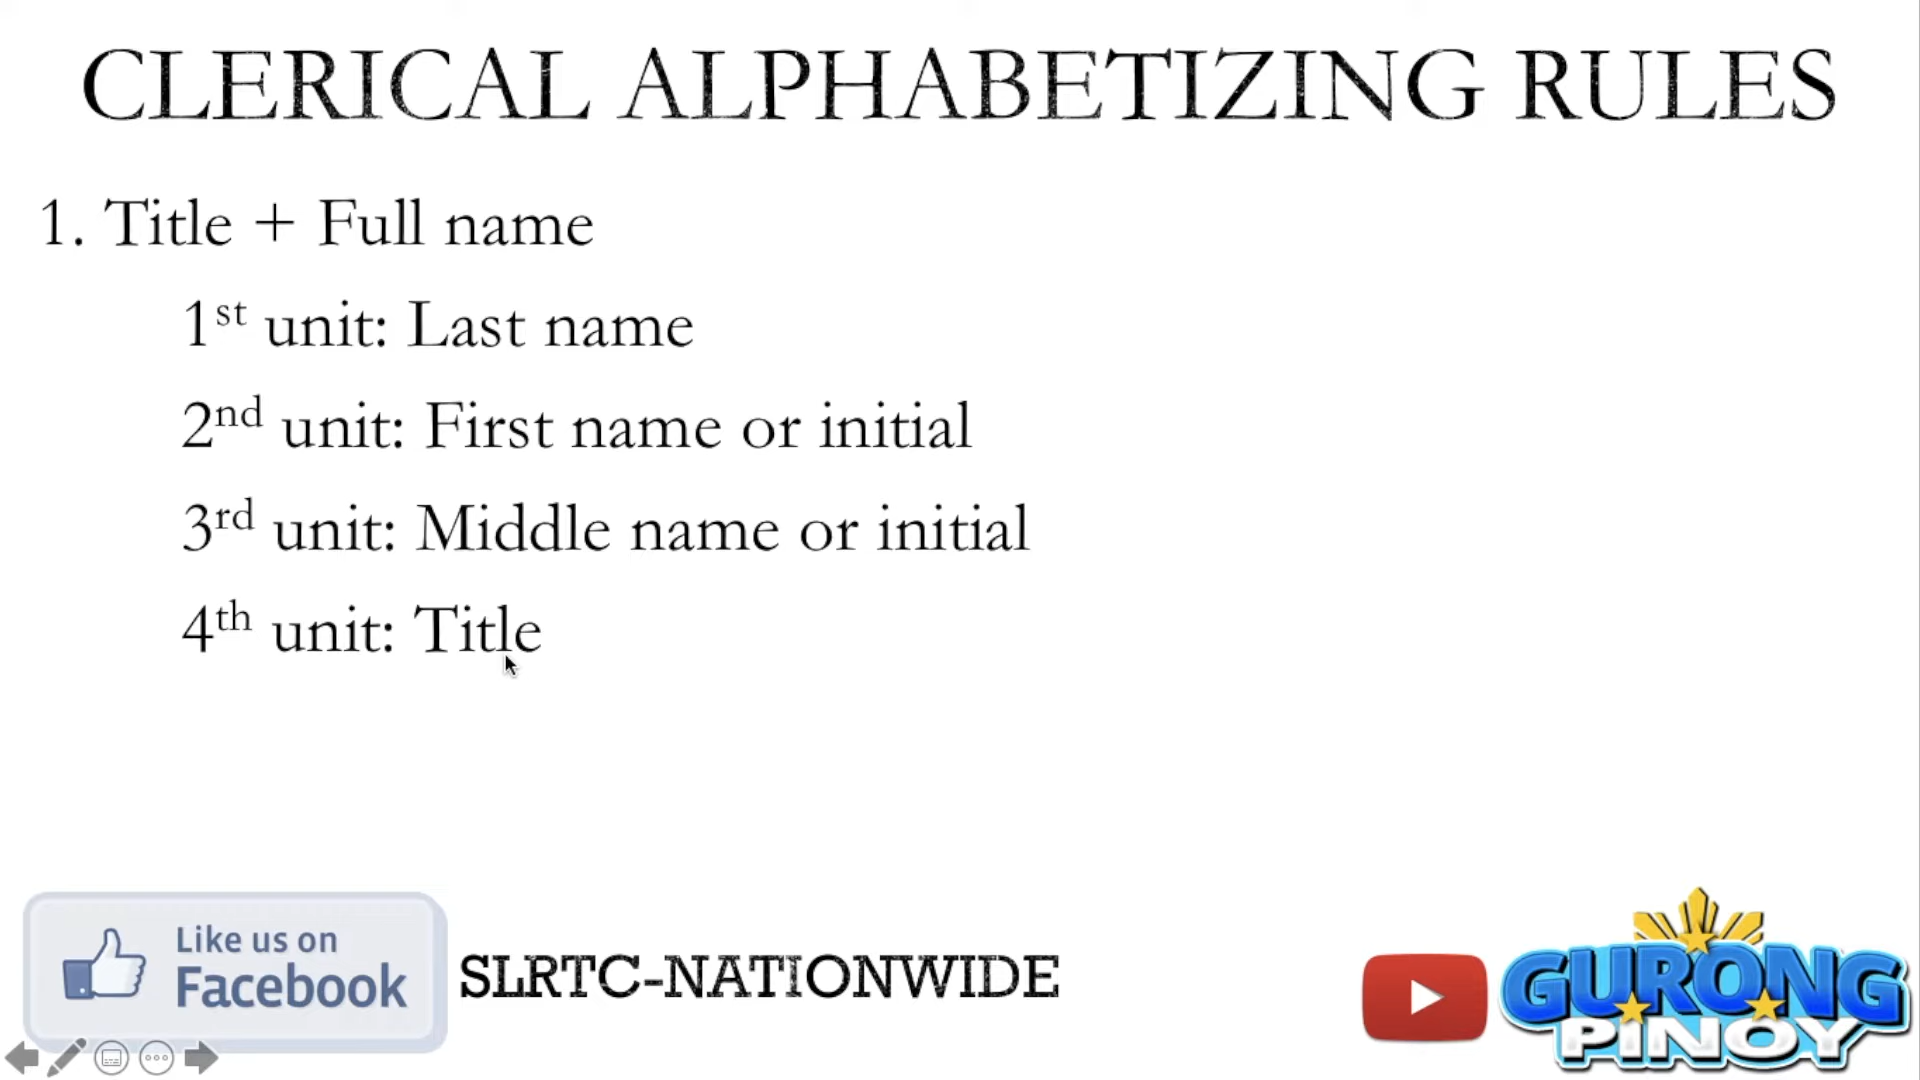 CLERICAL ALPHABETIZING RULES
1. Title + Full name
1st unit: Last name
2nd unit: First name or initial
3rd unit: Middle name or initial
4th unit: Title
Like us on
Facebook
SLRTC-NATIONWIDE
GURONG
PINOY